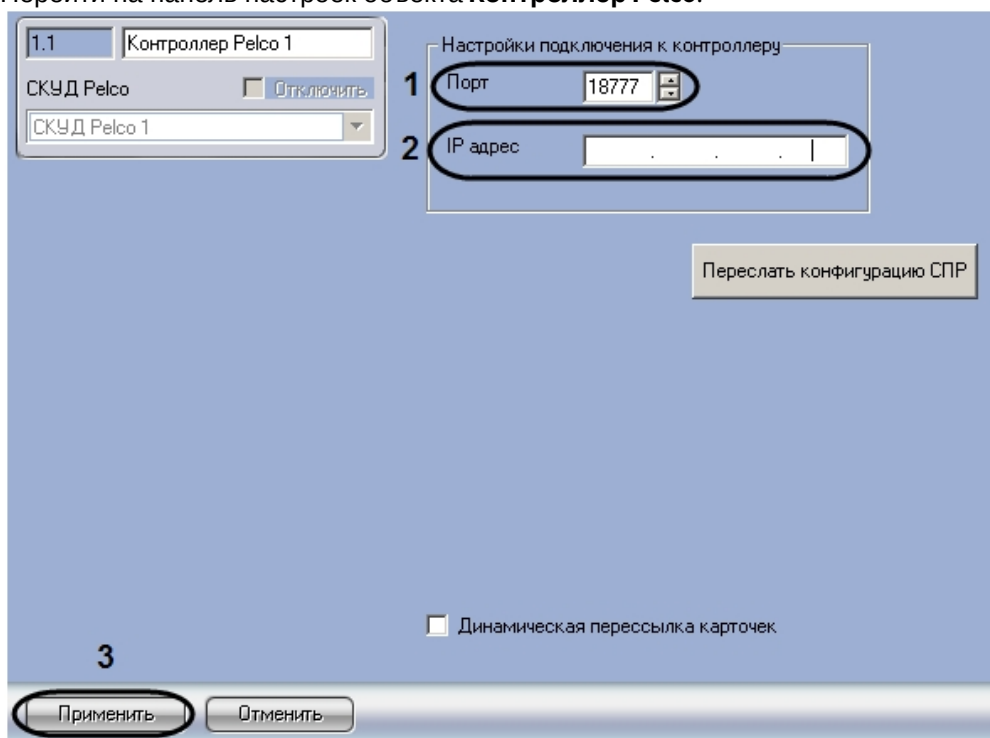 Перейти на панель настроек объекта Контроллер Pelco.
1.1 Контроллер Pelco 1
СКУД Pelco Отключить
СКУД Pelco 1
Настройки подключения к контроллеру
1 Порт 18777
2 IP адрес . . .
Переслать конфигурацию СПР
Динамическая перессылка карточек
3
Применить Отменить